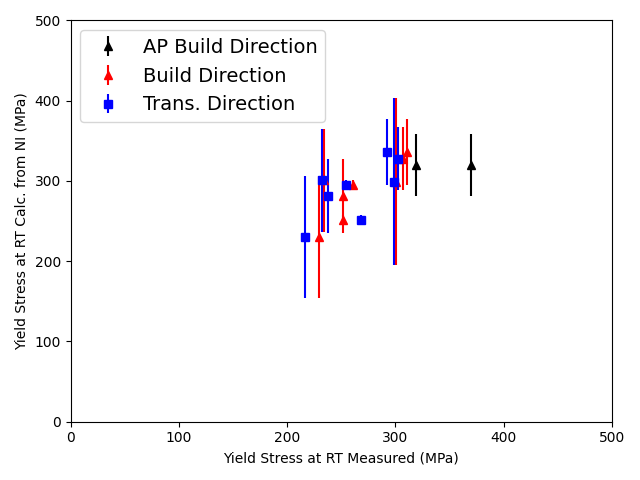 500
400
300
200
100
0
Yield Stress at RT Calc. from NI (MPa)
AP Build Direction
Build Direction
Trans. Direction
0 100 200 300 400 500
Yield Stress at RT Measured (MPa)